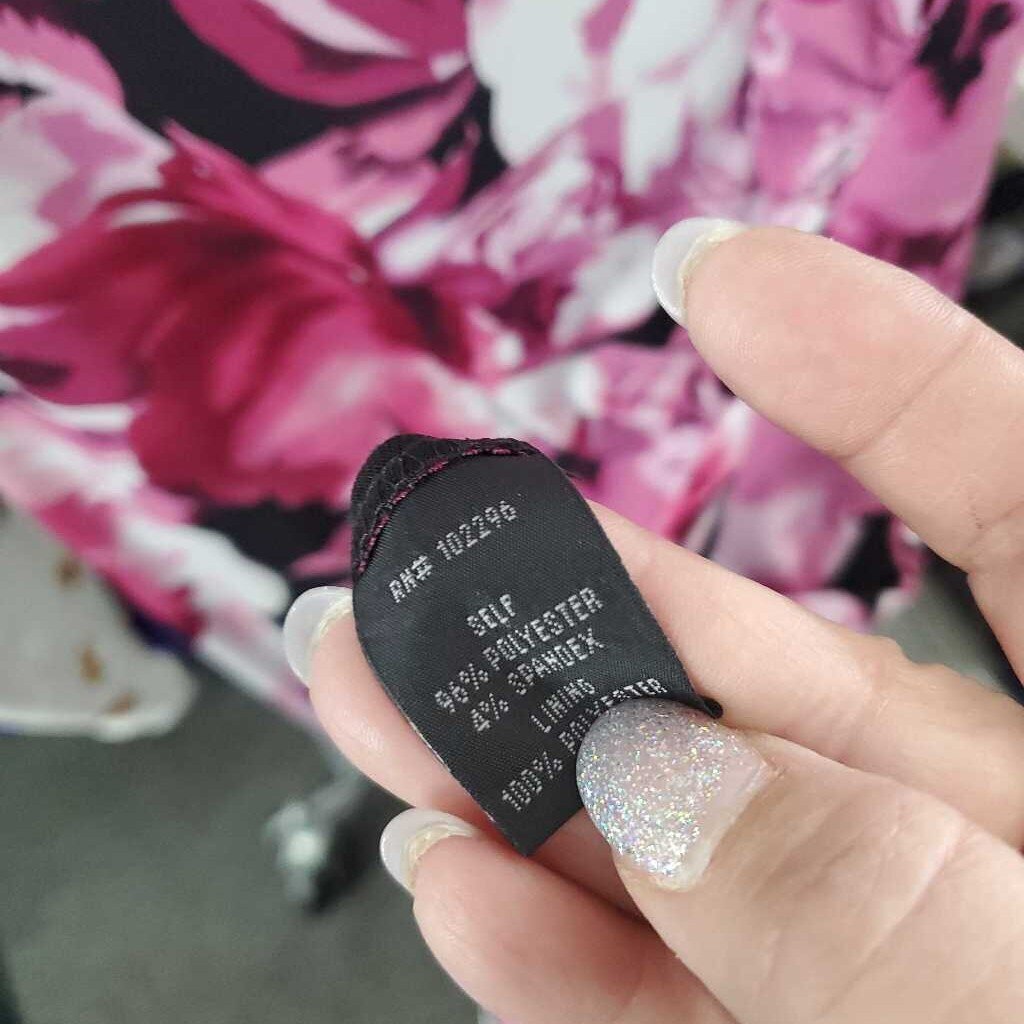 RN# 102296
SELF
96% POLYESTER
4% SPANDEX
LINING
100% POLYESTER